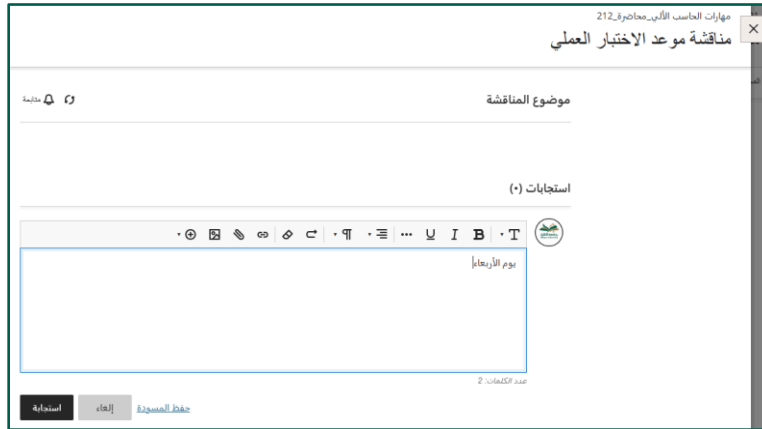 مهارات الحاسب الألي_محاضرة_212
مناقشة موعد الاختبار العملي
موضوع المناقشة
متابعة
استجابات (٠)
يوم الأربعاء
عدد الكلمات: 2
حفظ المسودة
إلغاء
استجابة